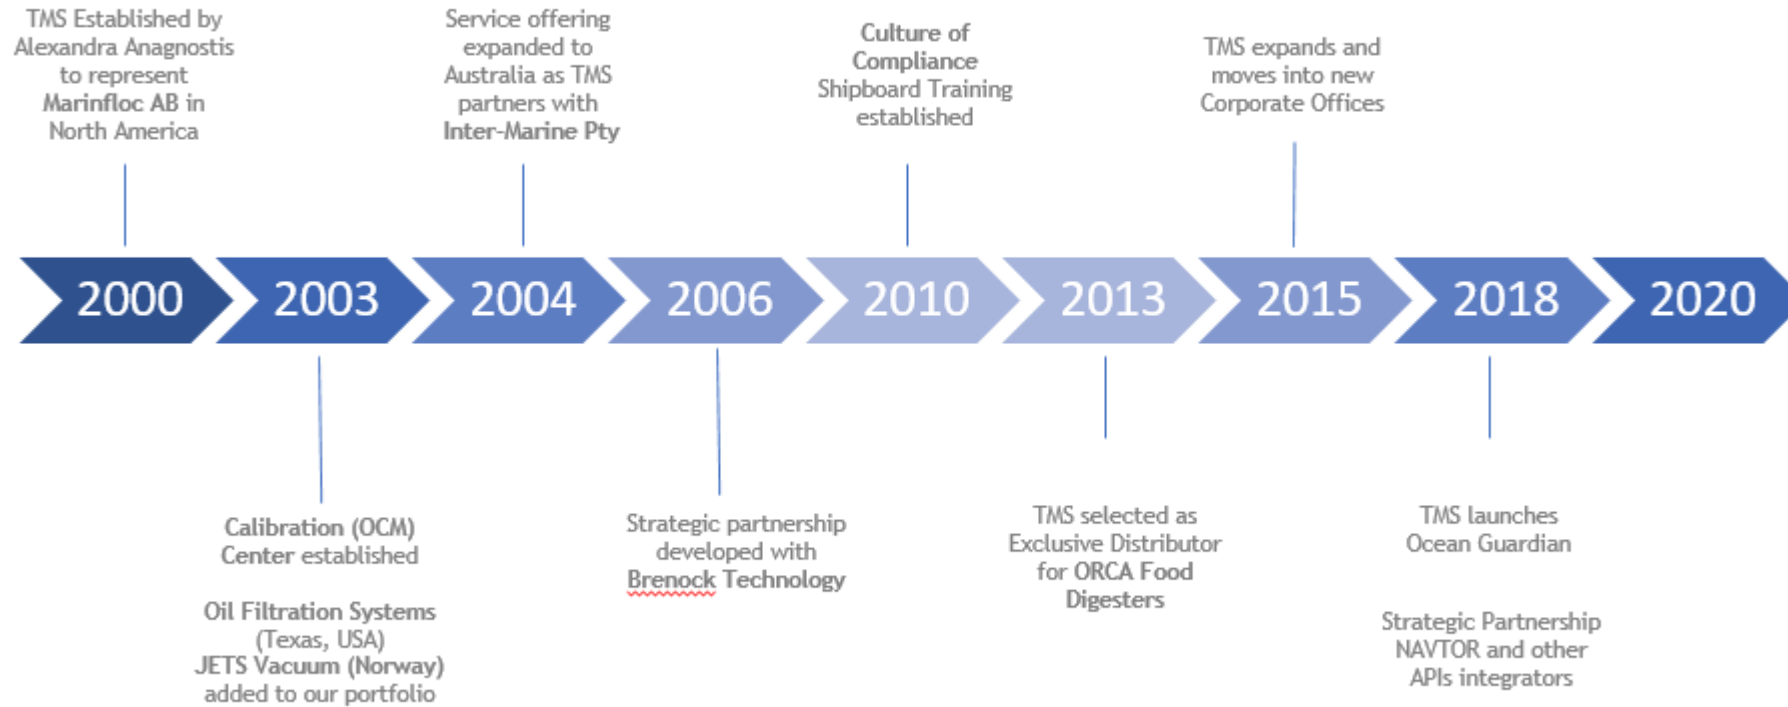 TMS Established by
Alexandra Anagnostis
to represent
Marinfloc AB in
North America
Service offering
expanded to
Australia as TMS
partners with
Inter-Marine Pty
Culture of
Compliance
Shipboard Training
established
TMS expands and
moves into new
Corporate Offices
2000
2003
2004
2006
2010
2013
2015
2018
2020
Calibration (OCM)
Center established
Oil Filtration Systems
(Texas, USA)
JETS Vacuum (Norway)
added to our portfolio
Strategic partnership
developed with
Brenock Technology
TMS selected as
Exclusive Distributor
for ORCA Food
Digesters
TMS launches
Ocean Guardian
Strategic Partnership
NAVTOR and other
APIs integrators